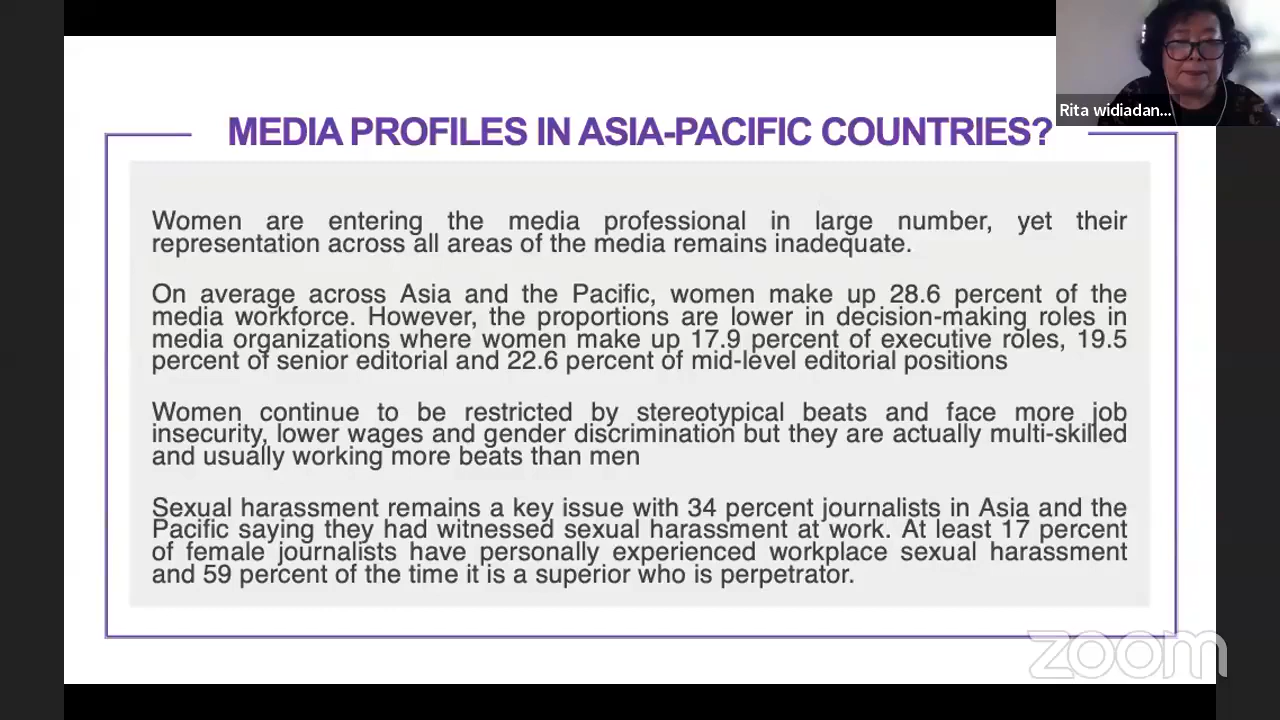 MEDIA PROFILES IN ASIA-PACIFIC COUNTRIES?
Rita widiadan...
Women are entering the media professional in large number, yet their
representation across all areas of the media remains inadequate.
On average across Asia and the Pacific, women make up 28.6 percent of the
media workforce. However, the proportions are lower in decision-making roles in
media organizations where women make up 17.9 percent of executive roles, 19.5
percent of senior editorial and 22.6 percent of mid-level editorial positions
Women continue to be restricted by stereotypical beats and face more job
insecurity, lower wages and gender discrimination but they are actually multi-skilled
and usually working more beats than men
Sexual harassment remains a key issue with 34 percent journalists in Asia and the
Pacific saying they had witnessed sexual harassment at work. At least 17 percent
of female journalists have personally experienced workplace sexual harassment
and 59 percent of the time it is a superior who is perpetrator.
zoom